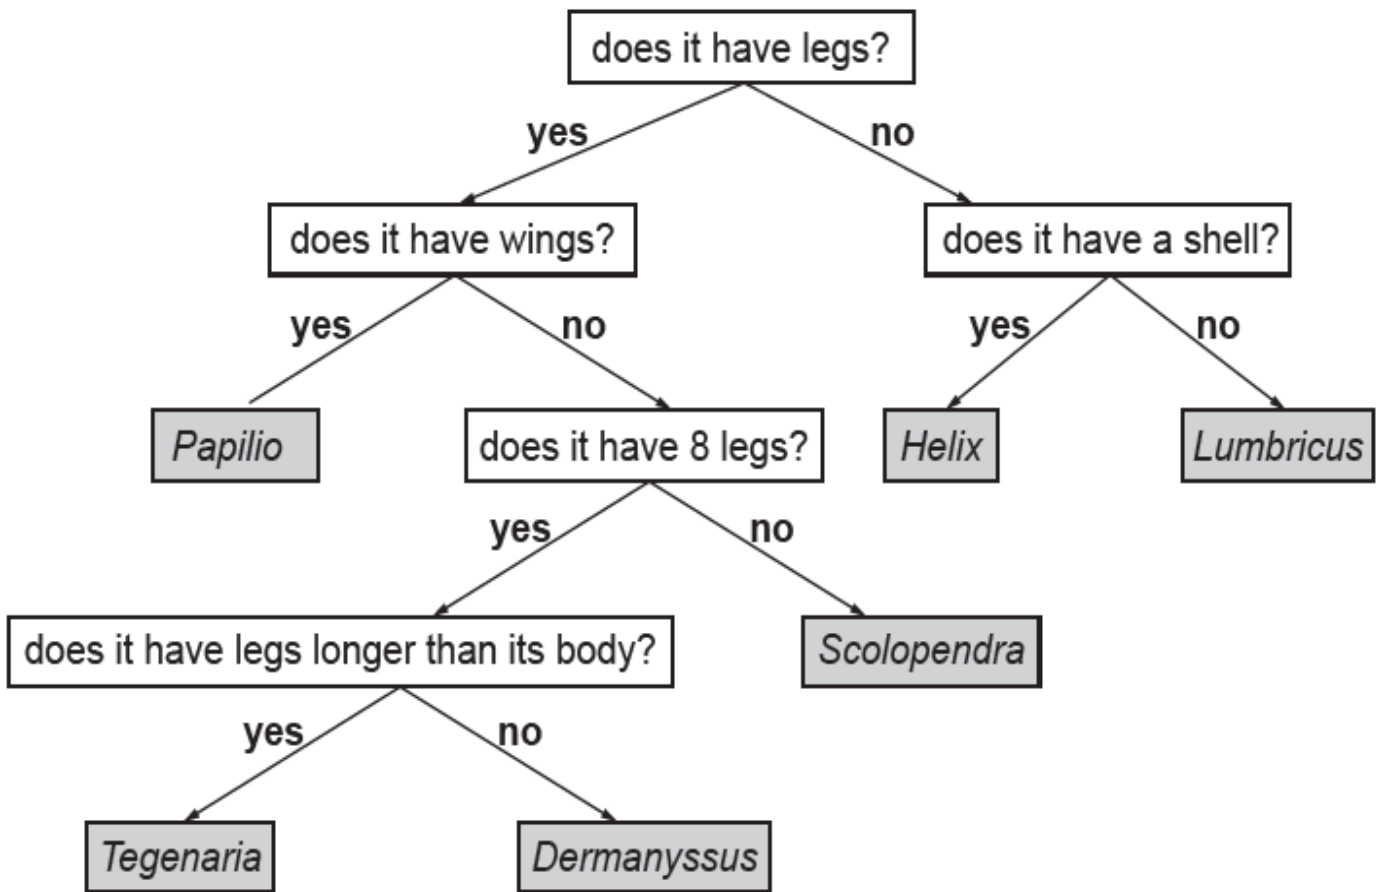 does it have legs?
yes
no
does it have wings?
does it have a shell?
yes
no
yes
no
Papilio
does it have 8 legs?
Helix
Lumbricus
yes
no
does it have legs longer than its body?
Scolopendra
yes
no
Tegenaria
Dermanyssus